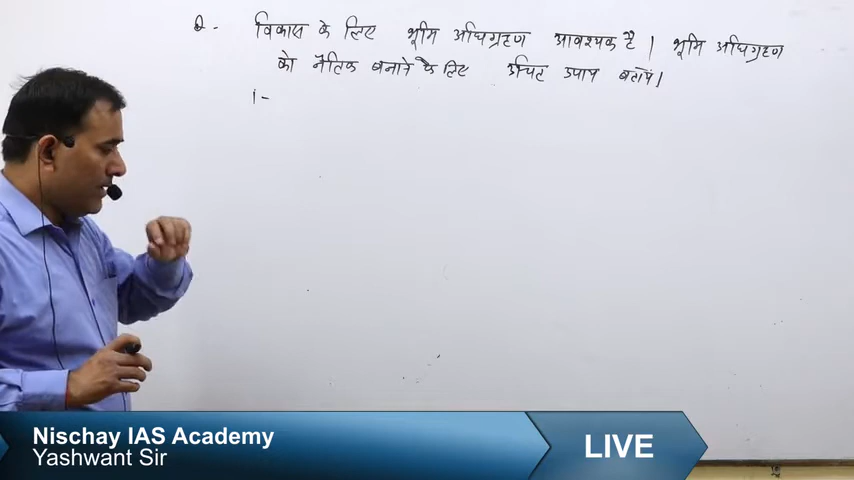 Q- विकास के लिए भूमि अधिग्रहण आवश्यक है । भूमि अधिग्रहण
को नैतिक बनाने के लिए उचित उपाय बतायें।
1-
Nischay IAS Academy
Yashwant Sir
LIVE